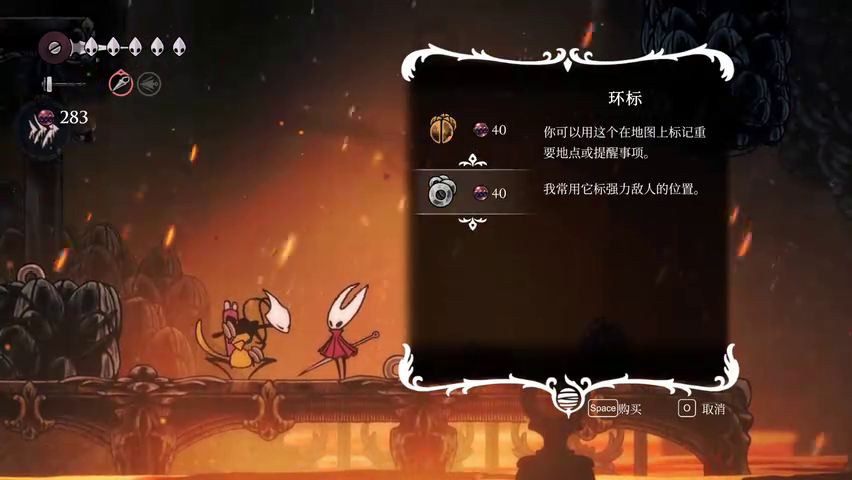 283
环标
40
你可以用这个在地图上标记重
要地点或提醒事项。
40
我常用它标强力敌人的位置。
Space 购买
O 取消